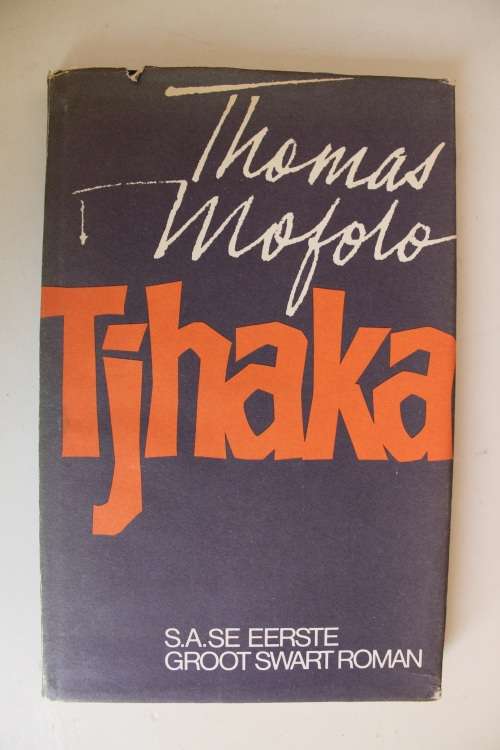 Thomas
Mofolo
Tjhaka
S.A.SE EERSTE
GROOT SWART ROMAN